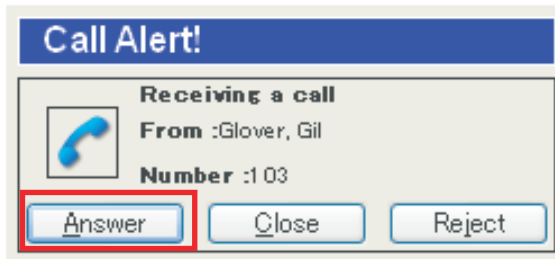 Call Alert!
Receiving a call
From :Glover, Gil
Number :103
Answer Close Reject